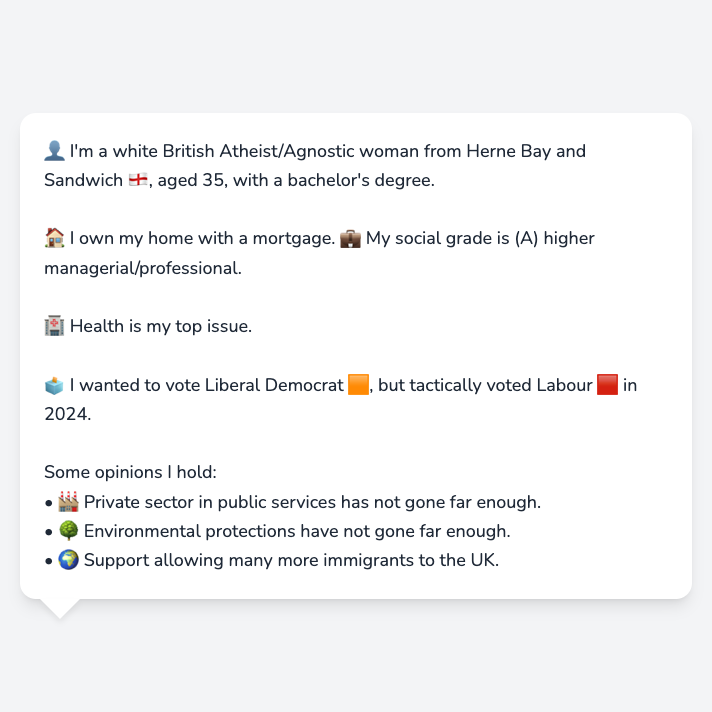 👤 I'm a white British Atheist/Agnostic woman from Herne Bay and
Sandwich 🏴󠁧󠁢󠁥󠁮󠁧󠁿, aged 35, with a bachelor's degree.
🏠 I own my home with a mortgage. 💼 My social grade is (A) higher
managerial/professional.
🏥 Health is my top issue.
🗳️ I wanted to vote Liberal Democrat 🟧, but tactically voted Labour 🟥 in
2024.
Some opinions I hold:
• 🏭 Private sector in public services has not gone far enough.
• 🌳 Environmental protections have not gone far enough.
• 🌍 Support allowing many more immigrants to the UK.